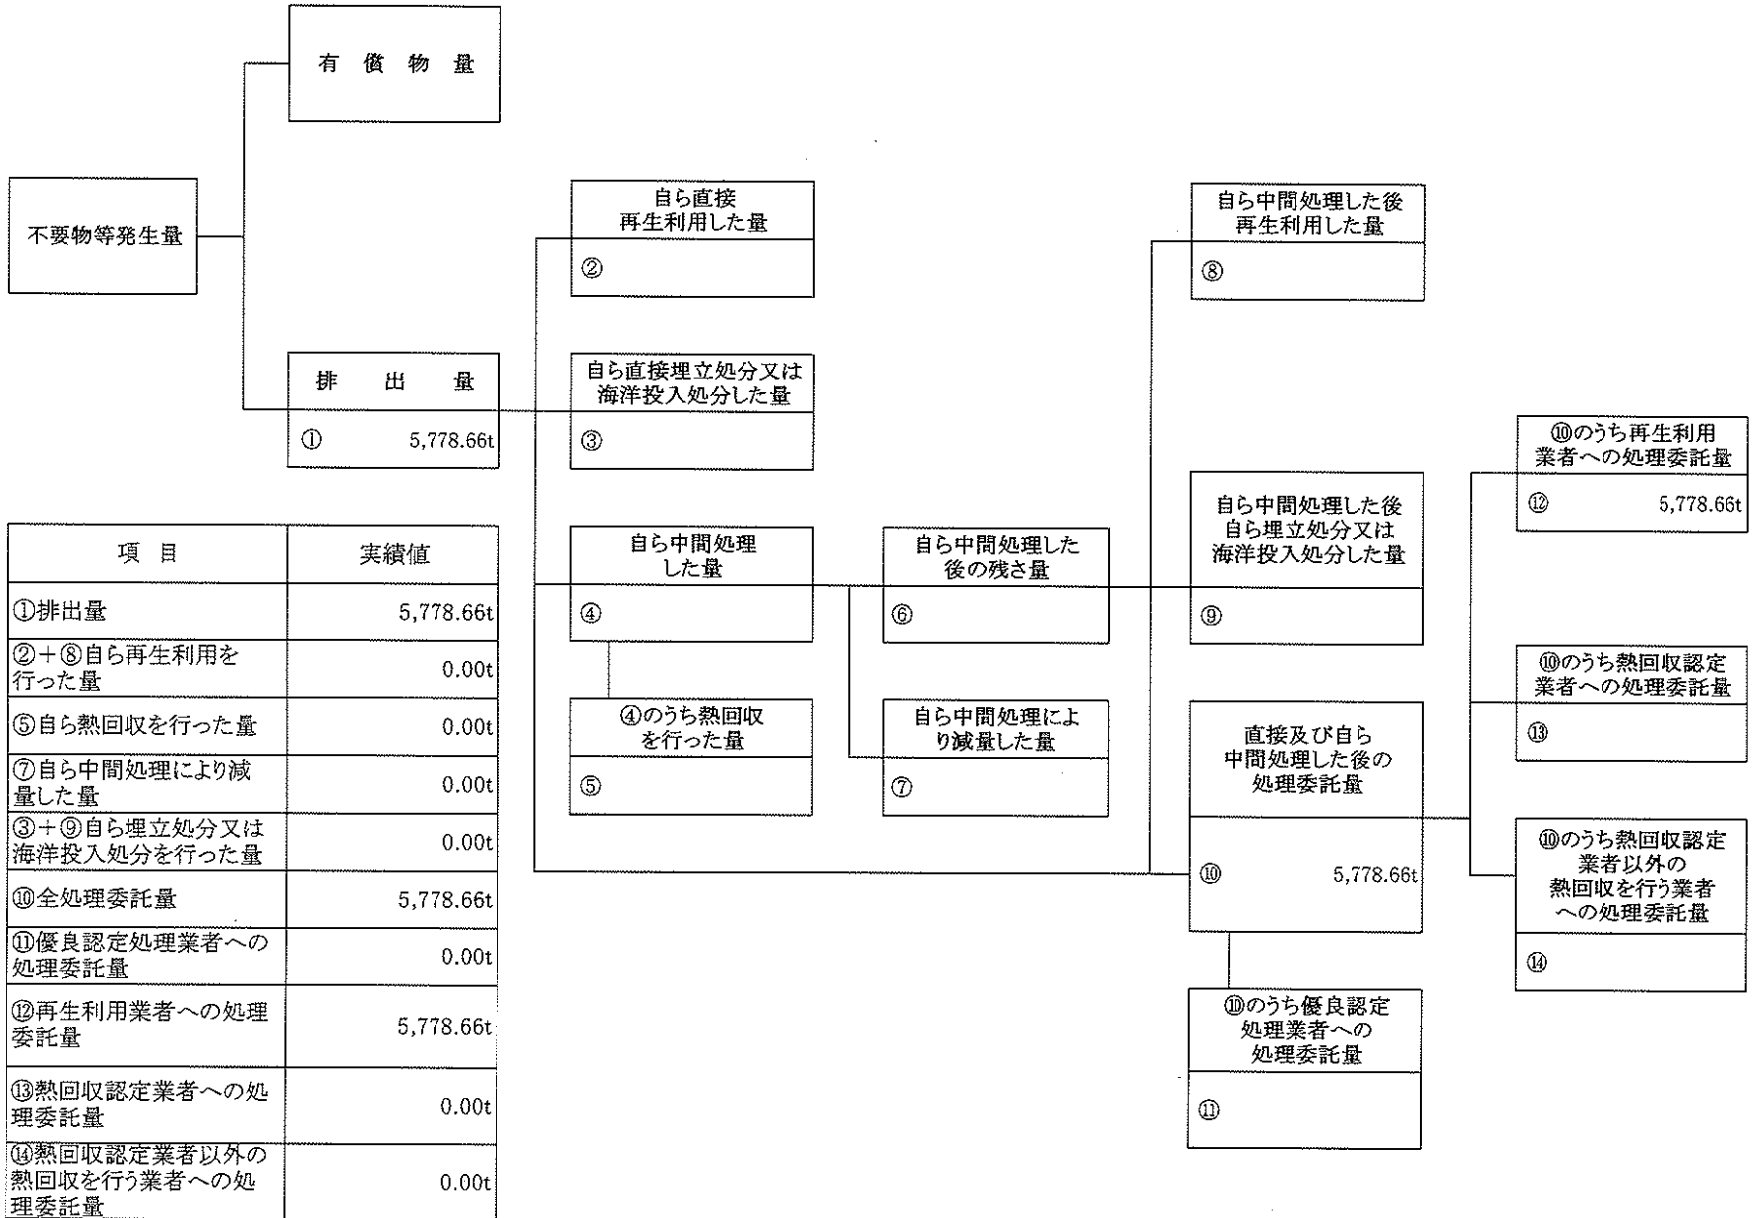 有 償 物 量
不要物等発生量
自ら直接
再生利用した量
②
自ら中間処理した後
再生利用した量
⑧
排 出 量
① 5,778.66t
自ら直接埋立処分又は
海洋投入処分した量
③
⑩のうち再生利用
業者への処理委託量
⑫ 5,778.66t
自ら中間処理
した量
④
自ら中間処理した
後の残さ量
⑥
自ら中間処理した後
自ら埋立処分又は
海洋投入処分した量
⑨
⑩のうち熱回収認定
業者への処理委託量
⑬
④のうち熱回収
を行った量
⑤
自ら中間処理によ
り減量した量
⑦
直接及び自ら
中間処理した後の
処理委託量
⑩ 5,778.66t
⑩のうち熱回収認定
業者以外の
熱回収を行う業者
への処理委託量
⑭
⑩のうち優良認定
処理業者への
処理委託量
⑪
項 目 実績値
①排出量 5,778.66t
②+⑧自ら再生利用を
行った量 0.00t
⑤自ら熱回収を行った量 0.00t
⑦自ら中間処理により減
量した量 0.00t
③+⑨自ら埋立処分又は
海洋投入処分を行った量 0.00t
⑩全処理委託量 5,778.66t
⑪優良認定処理業者への
処理委託量 0.00t
⑫再生利用業者への処理
委託量 5,778.66t
⑬熱回収認定業者への処
理委託量 0.00t
⑭熱回収認定業者以外の
熱回収を行う業者への処
理委託量 0.00t